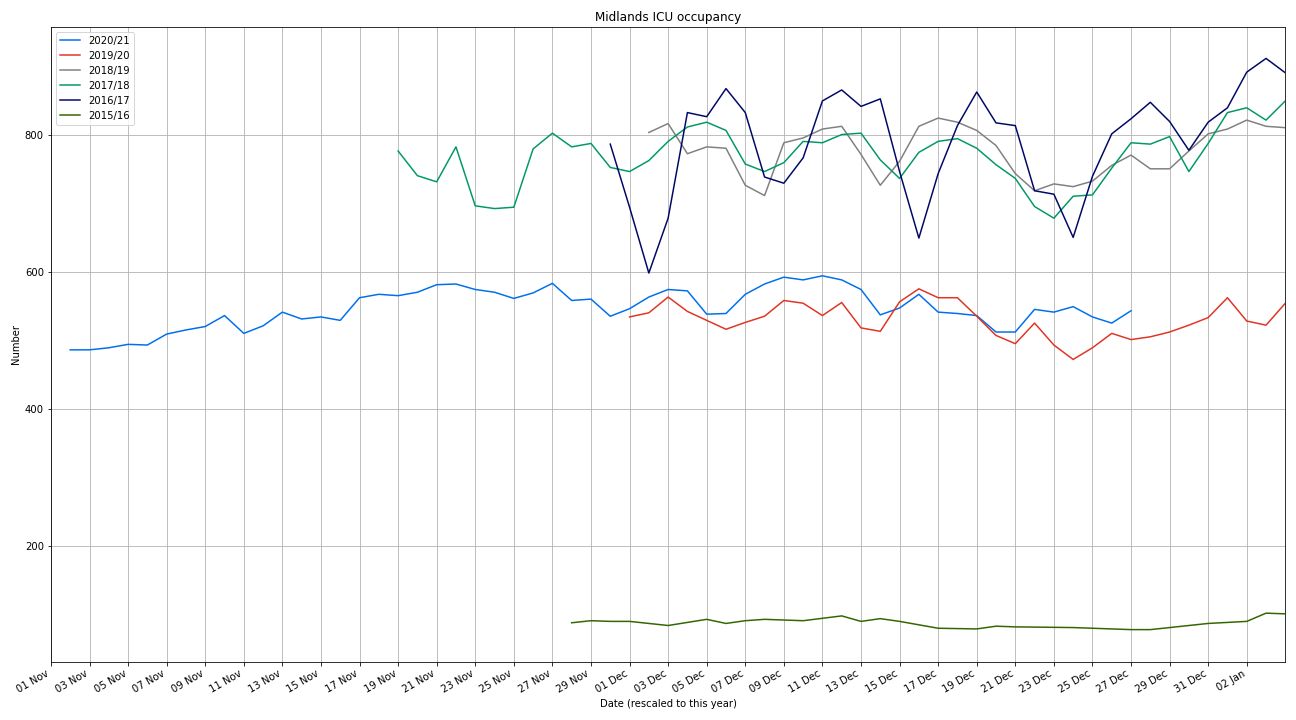 Midlands ICU occupancy
2020/21
2019/20
2018/19
2017/18
2016/17
2015/16
800
600
400
200
Number
01 Nov
03 Nov
05 Nov
07 Nov
09 Nov
11 Nov
13 Nov
15 Nov
17 Nov
19 Nov
21 Nov
23 Nov
25 Nov
27 Nov
29 Nov
01 Dec
03 Dec
05 Dec
07 Dec
09 Dec
11 Dec
13 Dec
15 Dec
17 Dec
19 Dec
21 Dec
23 Dec
25 Dec
27 Dec
29 Dec
31 Dec
02 Jan
Date (rescaled to this year)